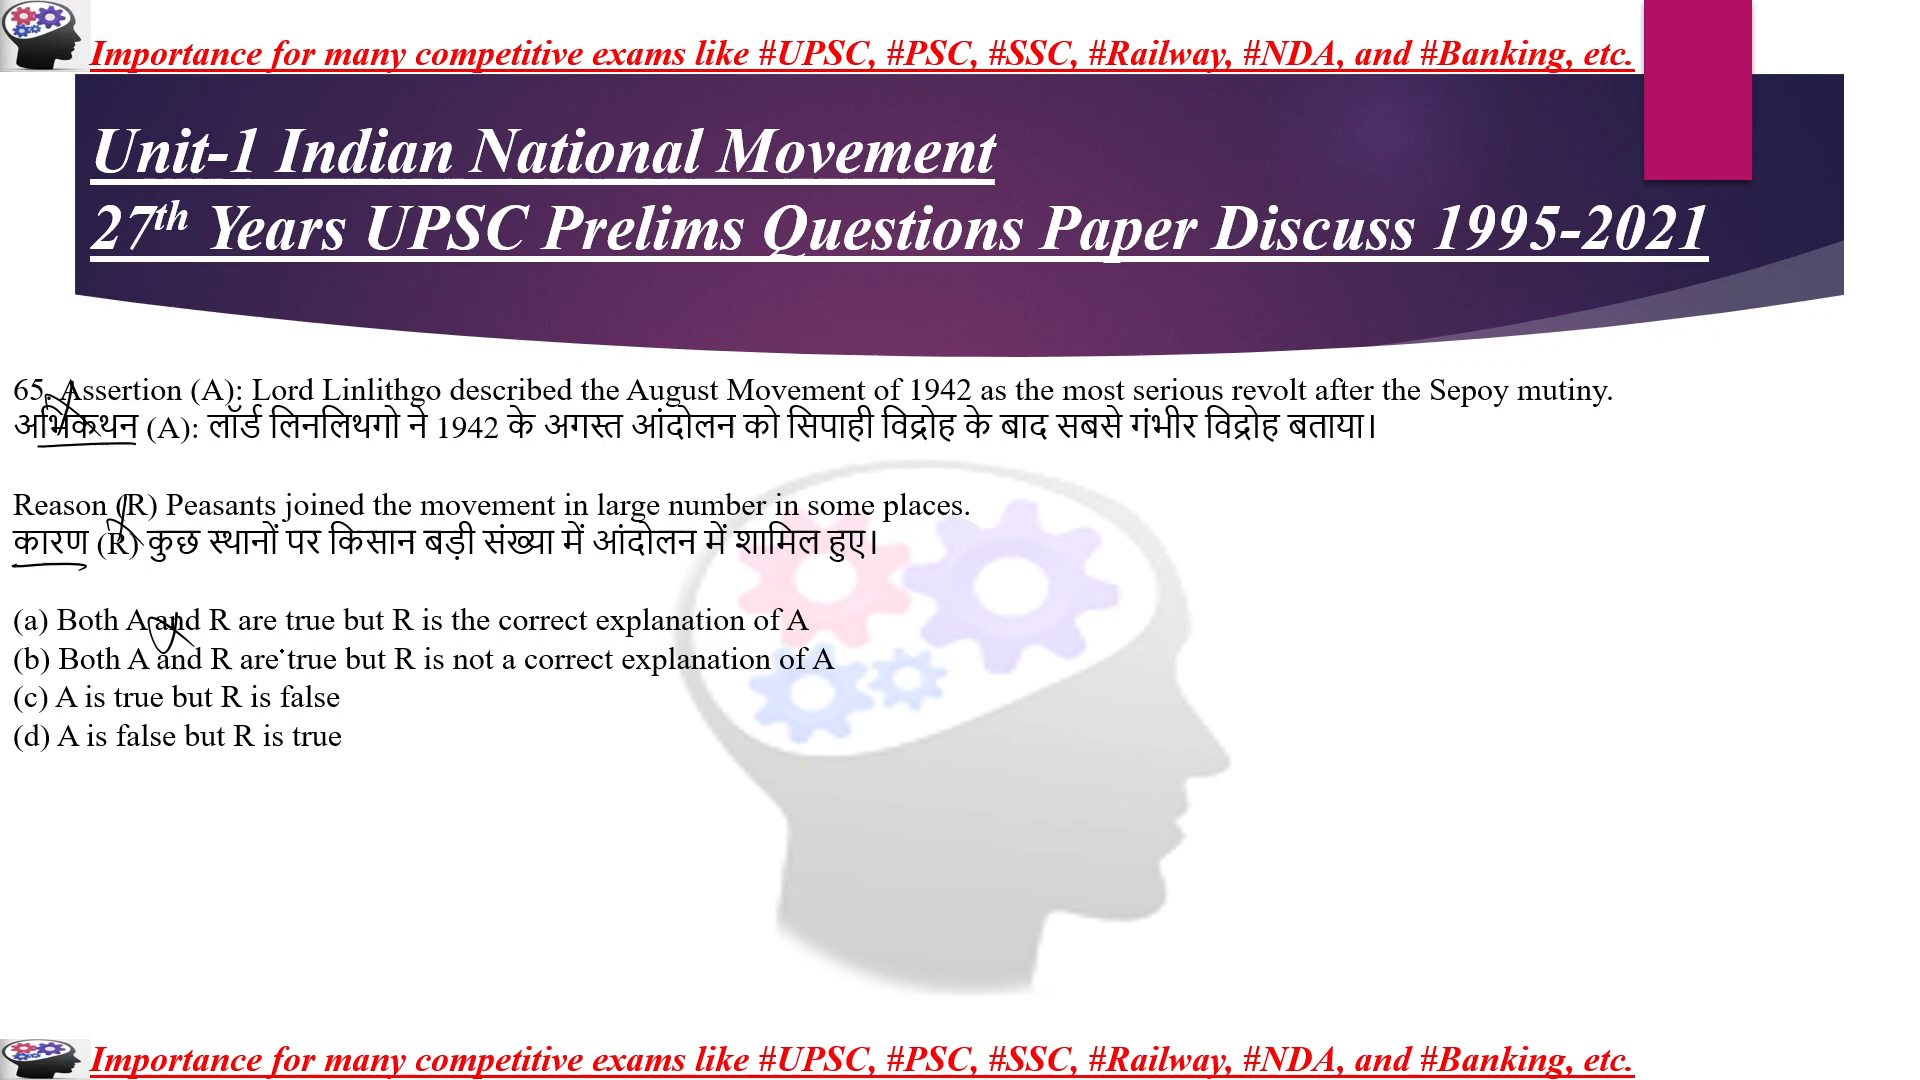 Importance for many competitive exams like #UPSC, #PSC, #SSC, #Railway, #NDA, and #Banking, etc.
Unit-1 Indian National Movement
27th Years UPSC Prelims Questions Paper Discuss 1995-2021
65. Assertion (A): Lord Linlithgo described the August Movement of 1942 as the most serious revolt after the Sepoy mutiny.
अभिकथन (A): लॉर्ड लिनलिथगो ने 1942 के अगस्त आंदोलन को सिपाही विद्रोह के बाद सबसे गंभीर विद्रोह बताया।
Reason (R) Peasants joined the movement in large number in some places.
कारण (R) कुछ स्थानों पर किसान बड़ी संख्या में आंदोलन में शामिल हुए।
(a) Both A and R are true but R is the correct explanation of A
(b) Both A and R are true but R is not a correct explanation of A
(c) A is true but R is false
(d) A is false but R is true
Importance for many competitive exams like #UPSC, #PSC, #SSC, #Railway, #NDA, and #Banking, etc.